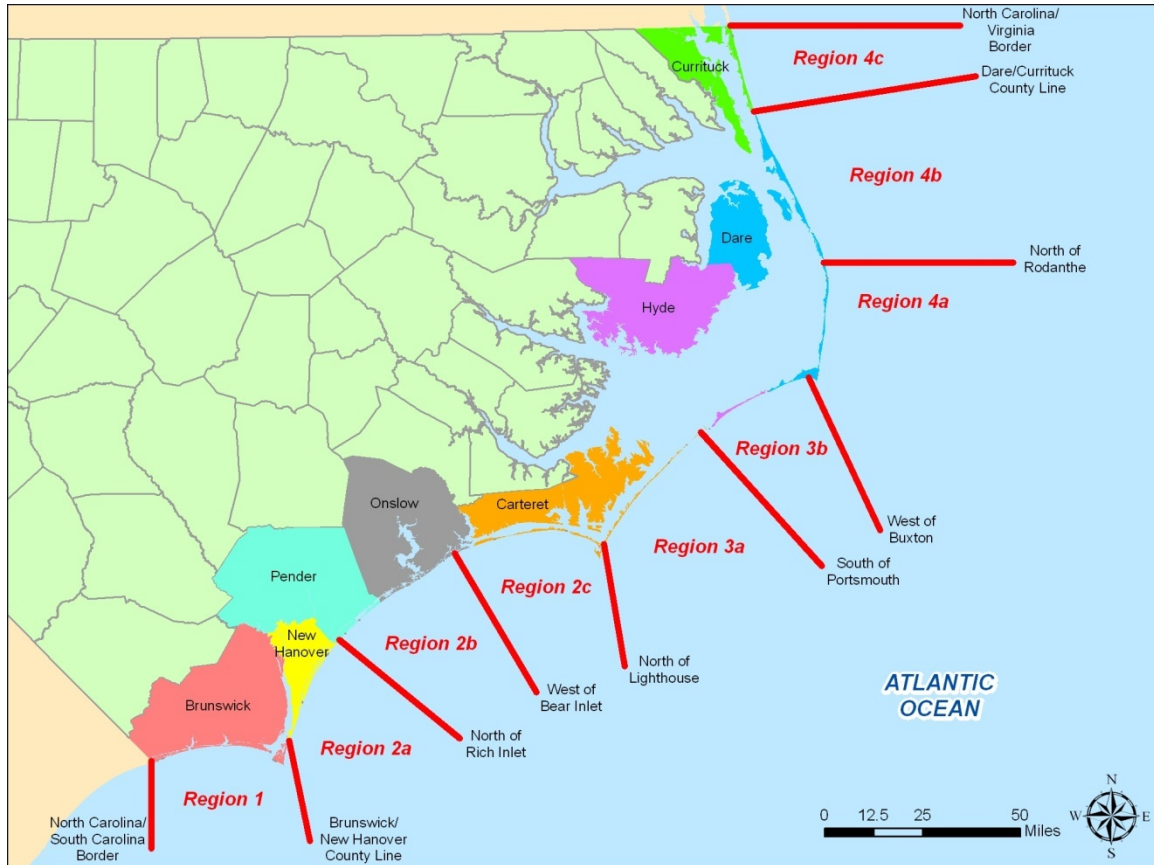 North Carolina/
Virginia
Border
Region 4c
Currituck
Dare/Currituck
County Line
Region 4b
Dare
North of
Rodanthe
Hyde
Region 4a
Region 3b
West of
Buxton
Onslow
Carteret
Region 3a
South of
Portsmouth
Pender
Region 2c
New
Hanover
Region 2b
North of
Lighthouse
ATLANTIC
OCEAN
Brunswick
West of
Bear Inlet
Region 2a
North of
Rich Inlet
Region 1
North Carolina/
South Carolina
Border
Brunswick/
New Hanover
County Line
0 12.5 25 50
Miles
N
W E
S